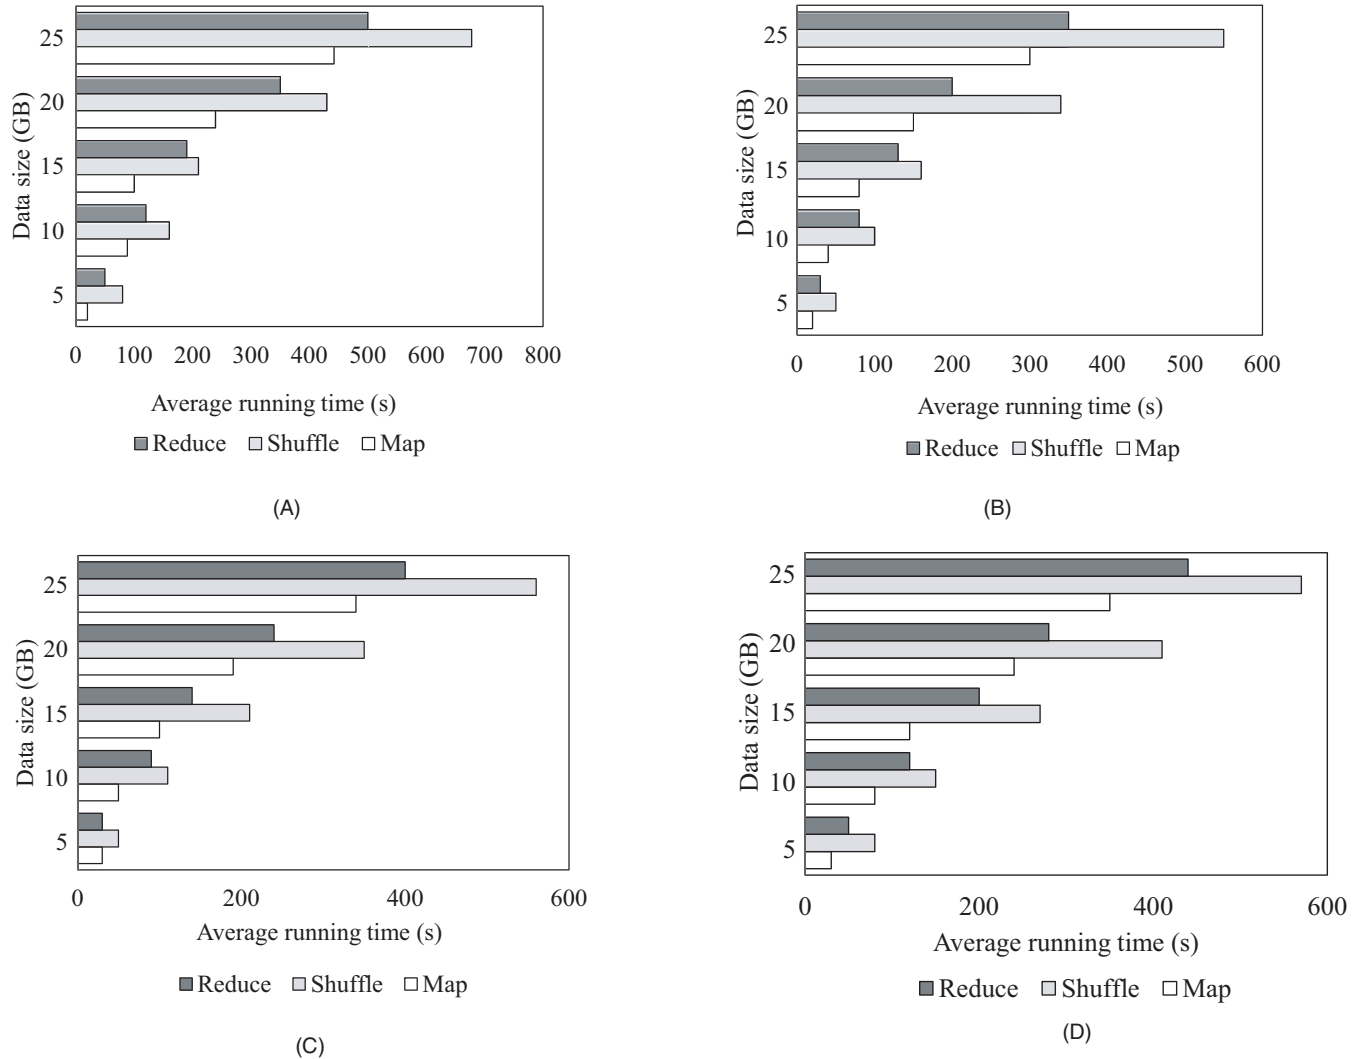 Data size (GB)
25
20
15
10
5
0 100 200 300 400 500 600 700 800
Average running time (s)
Reduce Shuffle Map
(A)
Data size (GB)
25
20
15
10
5
0 100 200 300 400 500 600
Average running time (s)
Reduce Shuffle Map
(B)
Data size (GB)
25
20
15
10
5
0 200 400 600
Average running time (s)
Reduce Shuffle Map
(C)
Data size (GB)
25
20
15
10
5
0 200 400 600
Average running time (s)
Reduce Shuffle Map
(D)